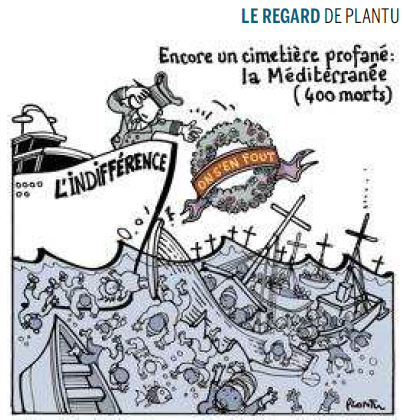 LE REGARD DE PLANTU
Encore un cimetière profané :
la Méditerranée
(400 morts)
L'INDIFFÉRENCE
ON S'EN FOUT
PLANTU